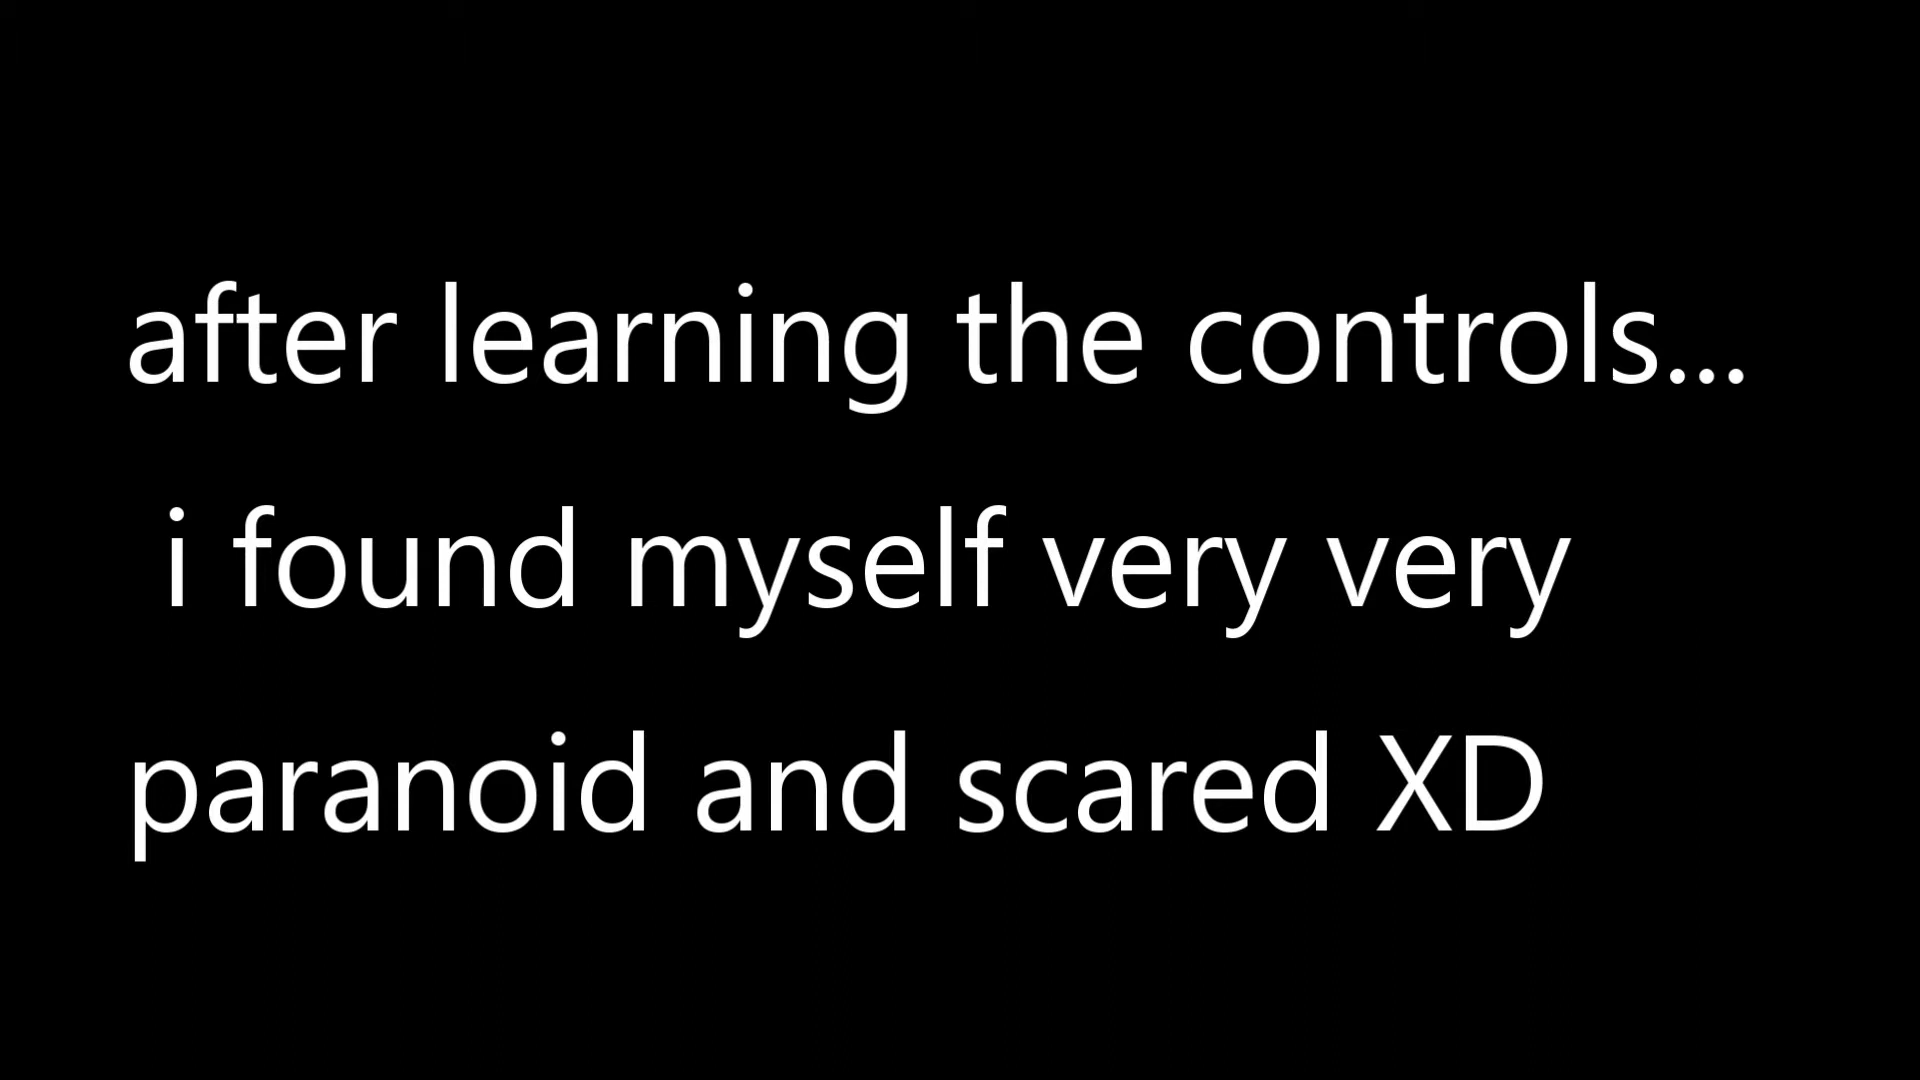 after learning the controls...
i found myself very very
paranoid and scared XD